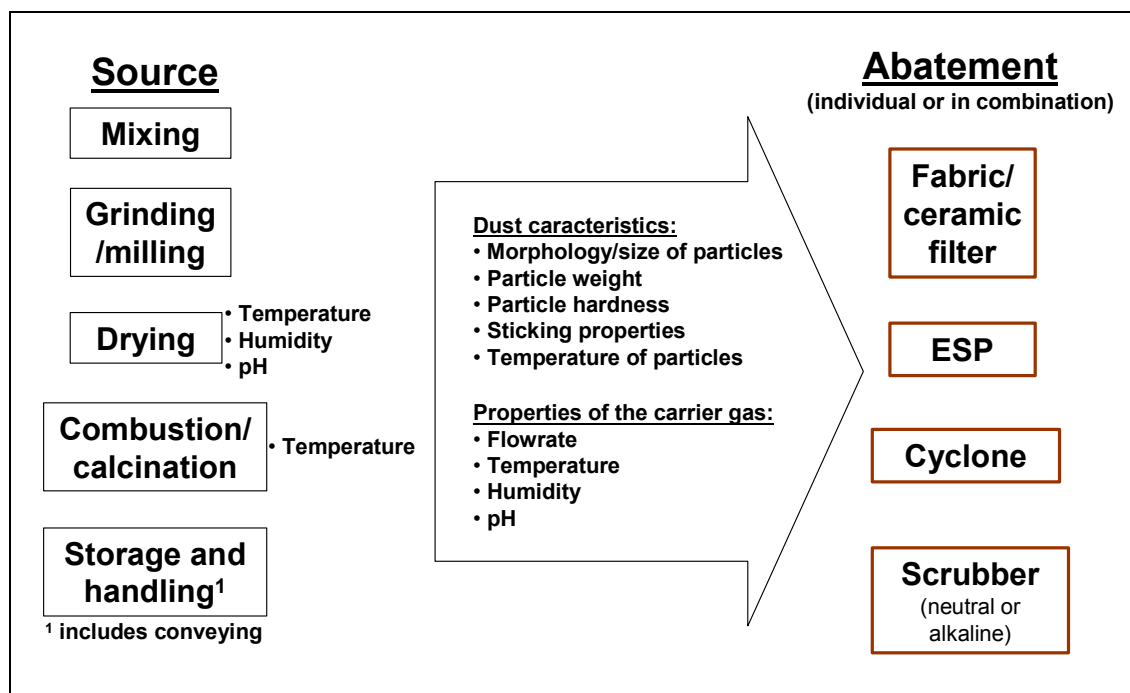 Source
Mixing
Grinding
/milling
Drying
• Temperature
• Humidity
• pH
Combustion/
calcination
• Temperature
Storage and
handling¹
¹ includes conveying
Dust caracteristics:
• Morphology/size of particles
• Particle weight
• Particle hardness
• Sticking properties
• Temperature of particles
Properties of the carrier gas:
• Flowrate
• Temperature
• Humidity
• pH
Abatement
(individual or in combination)
Fabric/
ceramic
filter
ESP
Cyclone
Scrubber
(neutral or
alkaline)